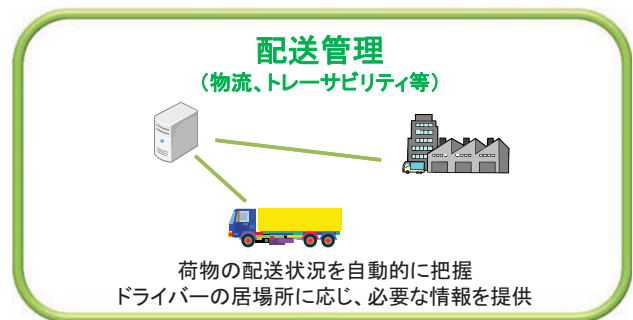 配送管理
（物流、トレーサビリティ等）
荷物の配送状況を自動的に把握
ドライバーの居場所に応じ、必要な情報を提供